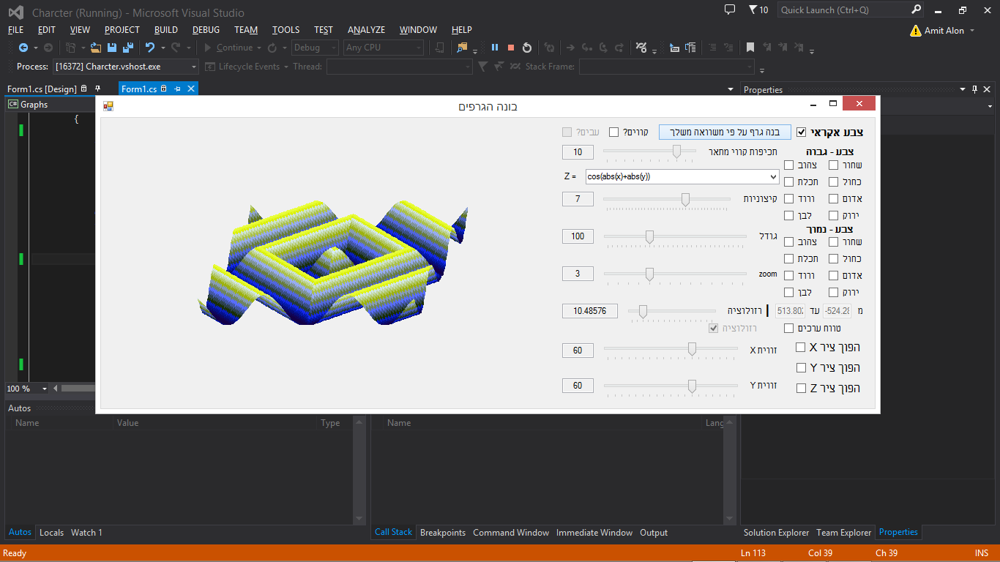 Charcter (Running) - Microsoft Visual Studio
10
Quick Launch (Ctrl+Q)
FILE EDIT VIEW PROJECT BUILD DEBUG TEAM TOOLS TEST ANALYZE WINDOW HELP
Amit Alon
Continue Debug Any CPU
Process: [16372] Charcter.vshost.exe Lifecycle Events Thread: Stack Frame:
Form1.cs [Design] Form1.cs
Properties
C# Graphs
{
בונה הגרפים
צבע אקראי בנה גרף על פי משוואה משלך קווים? עבים?
צבע - גברה
תכיפות קווי מתאר 10
שחור צהוב
Z = cos(abs(x)+abs(y))
כחול תכלת
אדום ורוד
קיצוניות 7
ירוק לבן
צבע - נמוך
גודל 100
שחור צהוב
כחול תכלת
zoom 3
אדום ורוד
ירוק לבן
מ -524.28 עד 513.802
רזולוציה 10.48576
טווח ערכים רזולוציה
הפוך ציר X
זווית X 60
הפוך ציר Y
זווית Y 60
הפוך ציר Z
100 %
Autos
Name Value Type
Name Lang
Autos Locals Watch 1
Call Stack Breakpoints Command Window Immediate Window Output
Solution Explorer Team Explorer Properties
Ready Ln 113 Col 39 Ch 39 INS